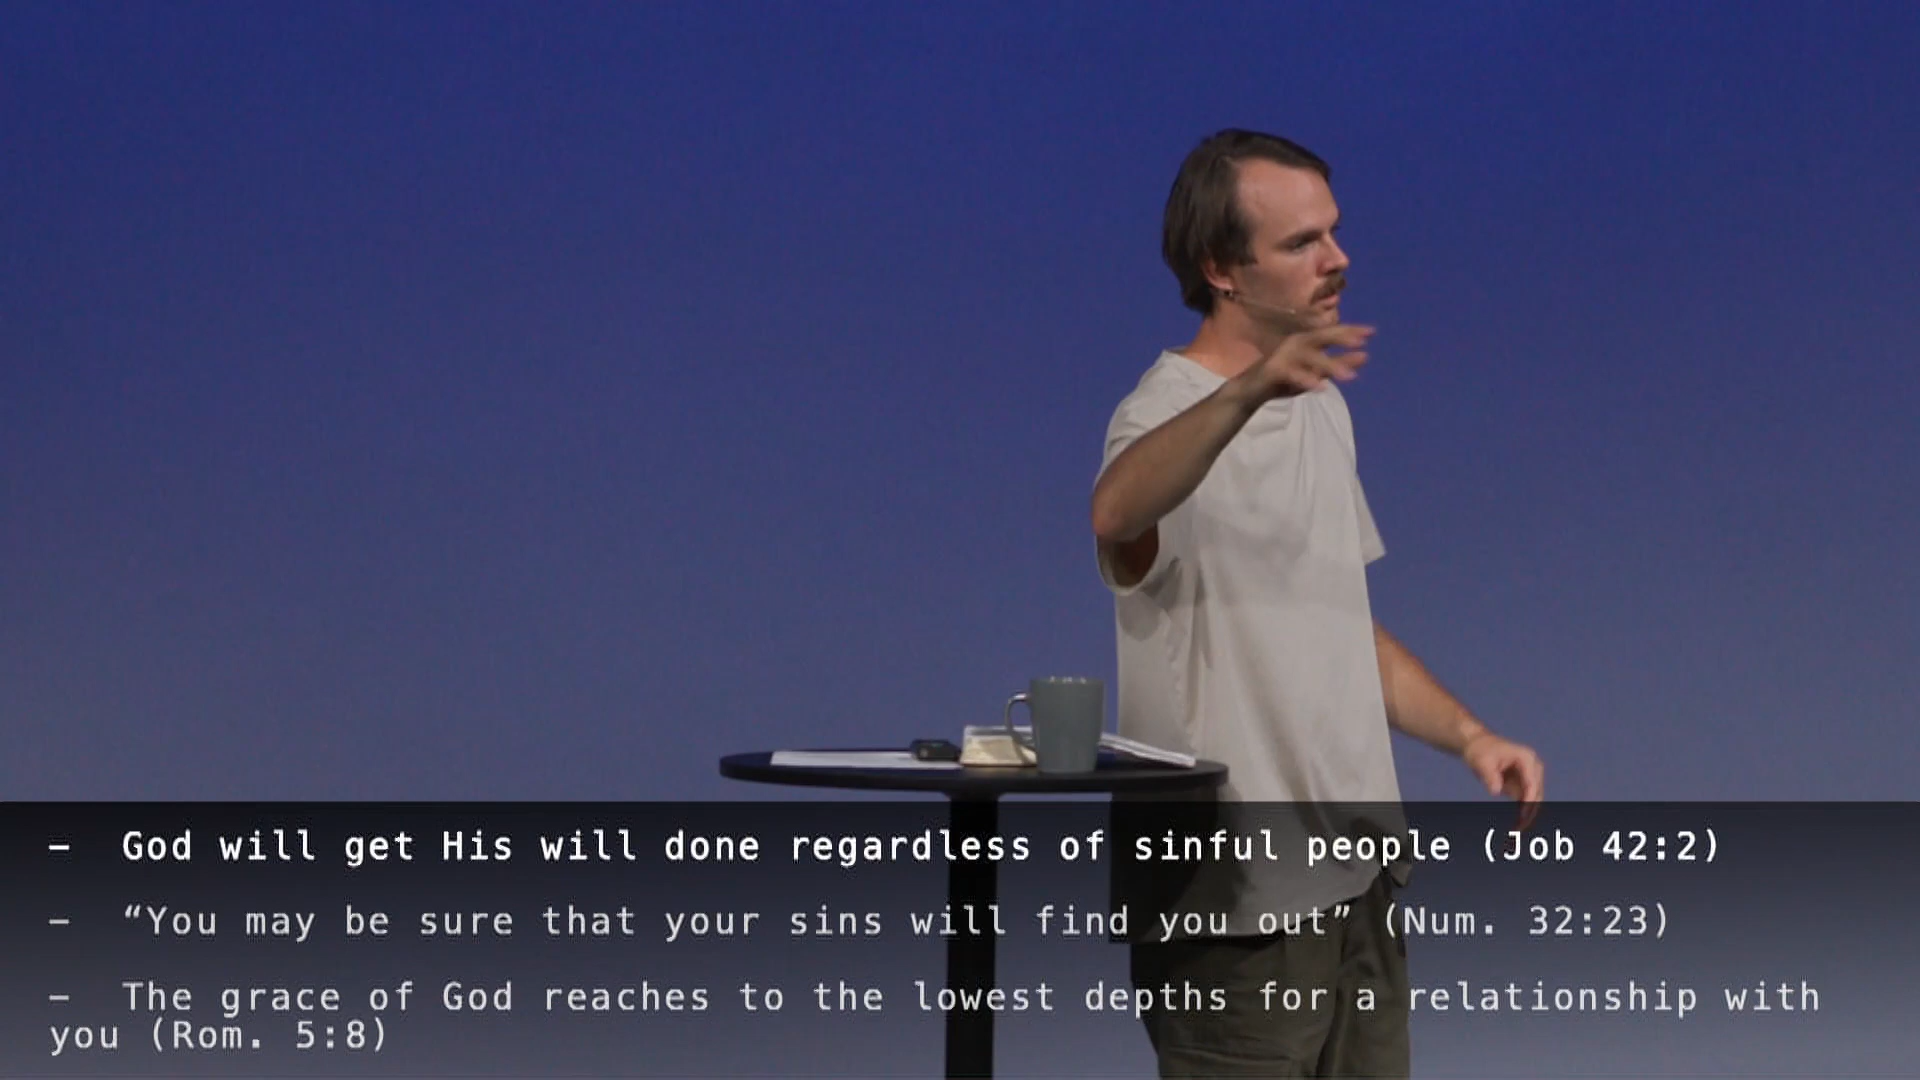 – God will get His will done regardless of sinful people (Job 42:2)
– “You may be sure that your sins will find you out” (Num. 32:23)
– The grace of God reaches to the lowest depths for a relationship with
you (Rom. 5:8)